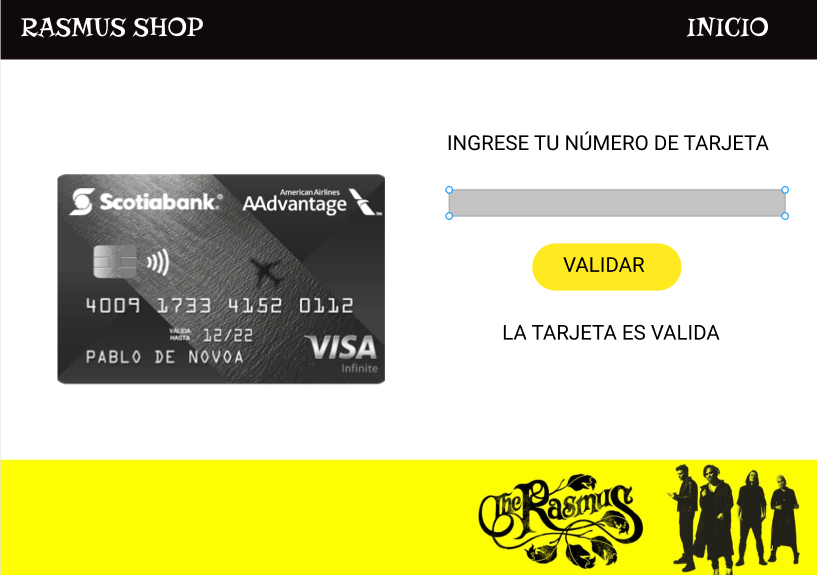 RASMUS SHOP
INICIO
INGRESE TU NÚMERO DE TARJETA
Scotiabank®
American Airlines
AAdvantage
VALIDAR
4009 1733 4152 0112
VÁLIDA HASTA 12/22
PABLO DE NOVOA
VISA
Infinite
LA TARJETA ES VALIDA
The Rasmus